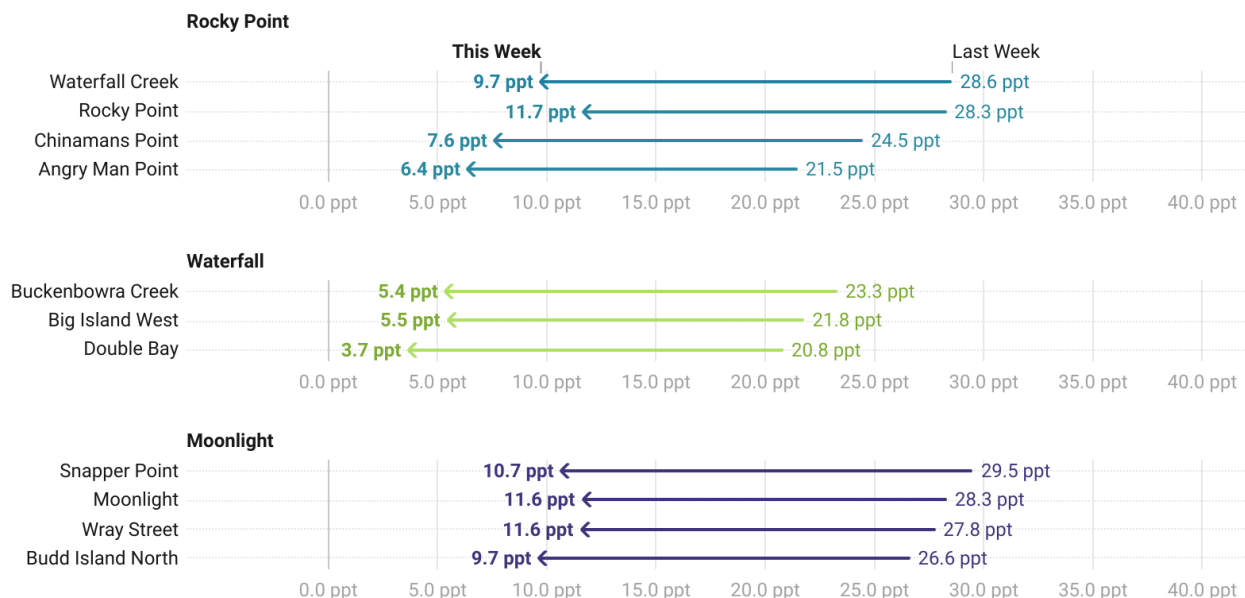 Rocky Point
This Week Last Week
Waterfall Creek 9.7 ppt 28.6 ppt
Rocky Point 11.7 ppt 28.3 ppt
Chinamans Point 7.6 ppt 24.5 ppt
Angry Man Point 6.4 ppt 21.5 ppt
0.0 ppt 5.0 ppt 10.0 ppt 15.0 ppt 20.0 ppt 25.0 ppt 30.0 ppt 35.0 ppt 40.0 ppt
Waterfall
Buckenbowra Creek 5.4 ppt 23.3 ppt
Big Island West 5.5 ppt 21.8 ppt
Double Bay 3.7 ppt 20.8 ppt
0.0 ppt 5.0 ppt 10.0 ppt 15.0 ppt 20.0 ppt 25.0 ppt 30.0 ppt 35.0 ppt 40.0 ppt
Moonlight
Snapper Point 10.7 ppt 29.5 ppt
Moonlight 11.6 ppt 28.3 ppt
Wray Street 11.6 ppt 27.8 ppt
Budd Island North 9.7 ppt 26.6 ppt
0.0 ppt 5.0 ppt 10.0 ppt 15.0 ppt 20.0 ppt 25.0 ppt 30.0 ppt 35.0 ppt 40.0 ppt